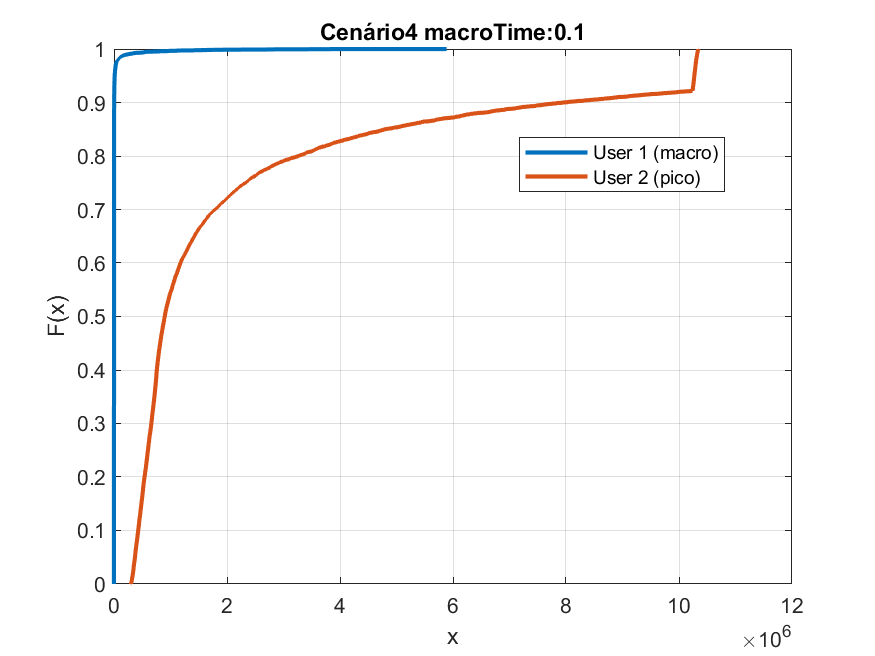 Cenário4 macroTime:0.1
1
0.9
0.8
0.7
0.6
0.5
0.4
0.3
0.2
0.1
0
F(x)
User 1 (macro)
User 2 (pico)
0 2 4 6 8 10 12
x
×10^6